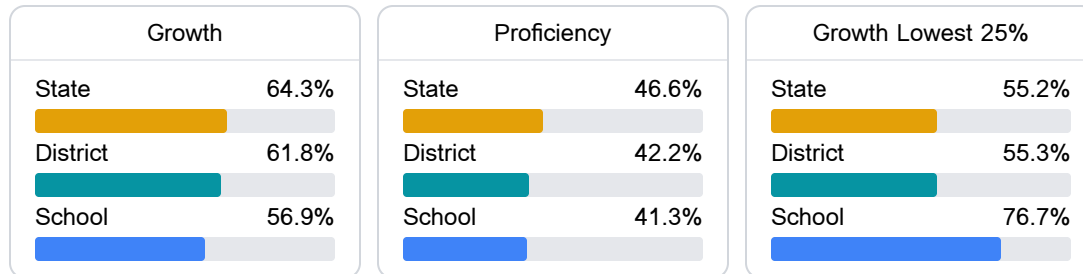 Growth
State 64.3%
District 61.8%
School 56.9%
Proficiency
State 46.6%
District 42.2%
School 41.3%
Growth Lowest 25%
State 55.2%
District 55.3%
School 76.7%